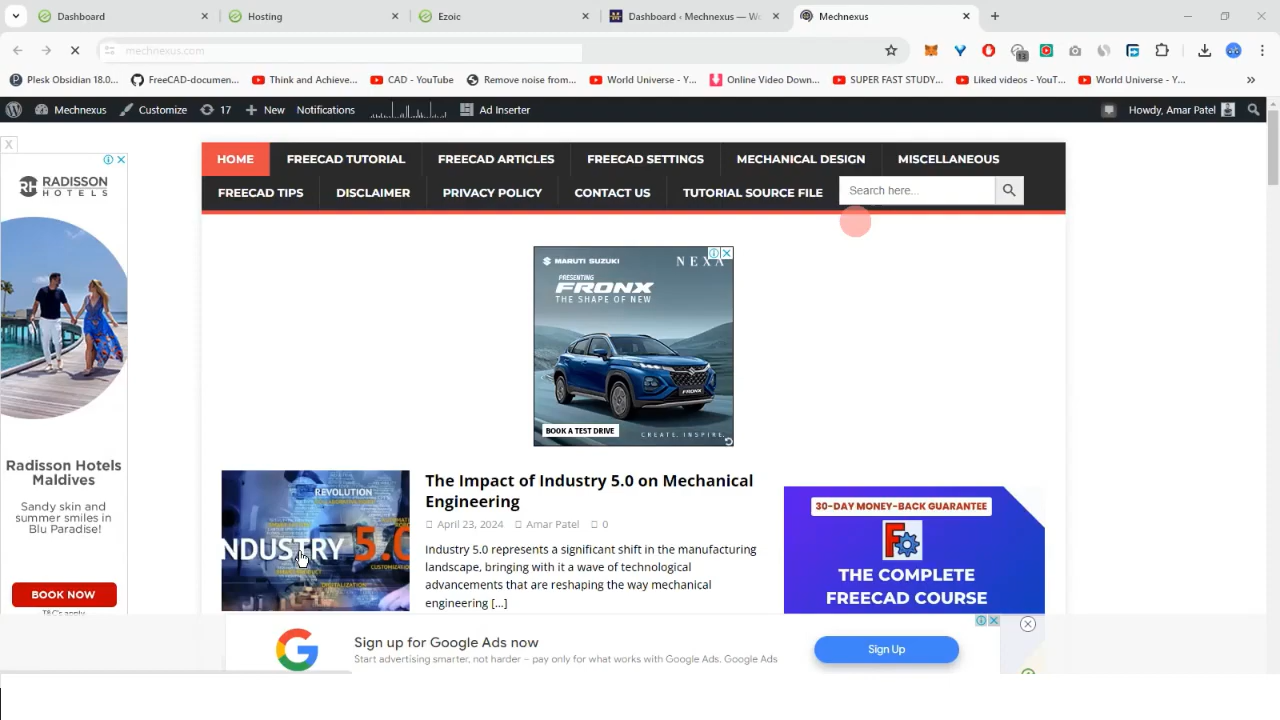 Dashboard
Hosting
Ezoic
Dashboard ‹ Mechnexus — W
Mechnexus
mechnexus.com
Plesk Obsidian 18.0...
FreeCAD-documen...
Think and Achieve...
CAD - YouTube
Remove noise from...
World Universe - Y...
Online Video Down...
SUPER FAST STUDY...
Liked videos - YouT...
World Universe - Y...
»
Mechnexus
Customize
17
New
Notifications
Ad Inserter
Howdy, Amar Patel
HOME
FREECAD TUTORIAL
FREECAD ARTICLES
FREECAD SETTINGS
MECHANICAL DESIGN
MISCELLANEOUS
FREECAD TIPS
DISCLAIMER
PRIVACY POLICY
CONTACT US
TUTORIAL SOURCE FILE
Search here...
X
RH RADISSON
HOTELS
Radisson Hotels
Maldives
Sandy skin and
summer smiles in
Blu Paradise!
BOOK NOW
T&C's apply
MARUTI SUZUKI
NEXA
PRESENTING
FRONX
THE SHAPE OF NEW
FRONX
BOOK A TEST DRIVE
CREATE. INSPIRE.
REVOLUTION
INDUSTRY 5.0
The Impact of Industry 5.0 on Mechanical
Engineering
April 23, 2024
Amar Patel
0
Industry 5.0 represents a significant shift in the manufacturing
landscape, bringing with it a wave of technological
advancements that are reshaping the way mechanical
engineering [...]
30-DAY MONEY-BACK GUARANTEE
THE COMPLETE
FREECAD COURSE
Sign up for Google Ads now
Start advertising smarter, not harder – pay only for what works with Google Ads. Google Ads
Sign Up